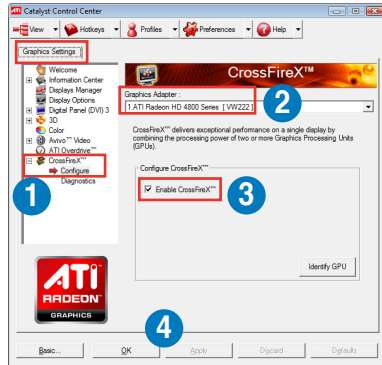 Catalyst Control Center
View Hotkeys Profiles Preferences Help
Graphics Settings
Welcome
Information Center
Displays Manager
Display Options
Digital Panel (DVI) 3
3D
Color
Avivo™ Video
ATI Overdrive™
CrossFireX™
Configure
Diagnostics
1
CrossFireX™
Graphics Adapter :
1.ATI Radeon HD 4800 Series [ VW222 ]
2
CrossFireX™ delivers exceptional performance on a single display by
combining the processing power of two or more Graphics Processing Units
(GPUs).
Configure CrossFireX™
Enable CrossFireX™
3
Identify GPU
ATI
RADEON
GRAPHICS
4
Basic... OK Apply Discard Defaults